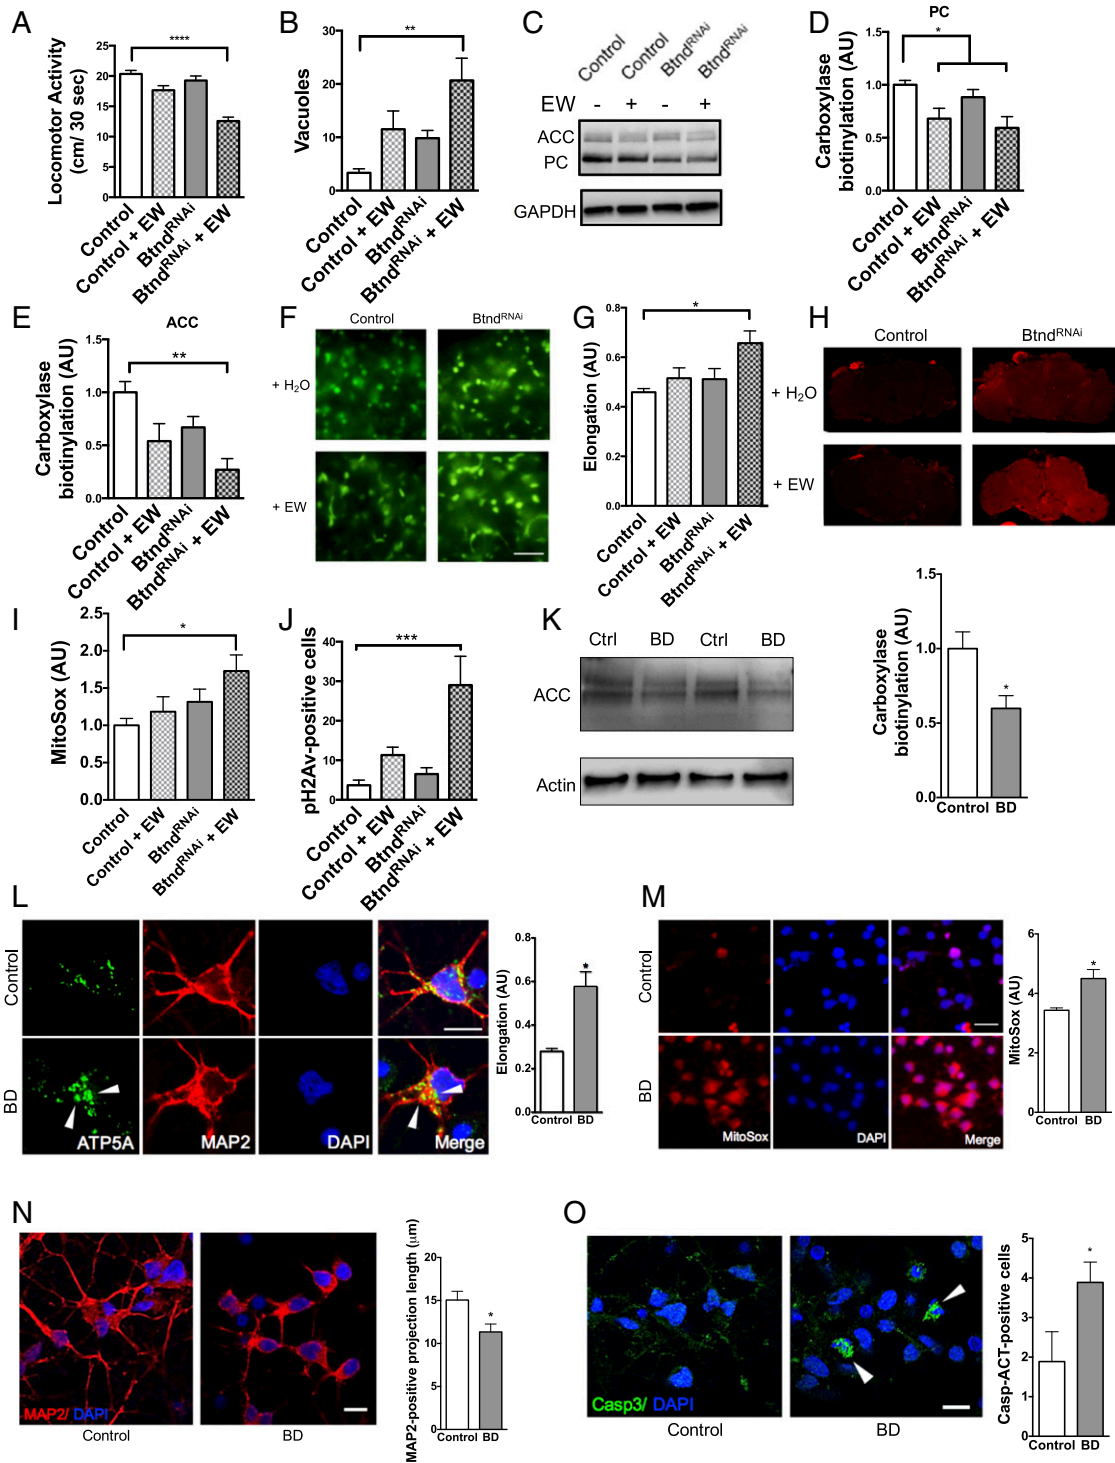 A
Locomotor Activity
(cm/ 30 sec)
25
20
15
10
5
0
****
Control
Control + EW
BtndRNAi
BtndRNAi + EW
B
Vacuoles
30
20
10
0
**
Control
Control + EW
BtndRNAi
BtndRNAi + EW
C
Control
Control
BtndRNAi
BtndRNAi
EW - + - +
ACC
PC
GAPDH
D
PC
Carboxylase
biotinylation (AU)
1.5
1.0
0.5
0.0
*
Control
Control + EW
BtndRNAi
BtndRNAi + EW
E
ACC
Carboxylase
biotinylation (AU)
1.5
1.0
0.5
0.0
**
Control
Control + EW
BtndRNAi
BtndRNAi + EW
F
Control
BtndRNAi
+ H2O
+ EW
G
Elongation (AU)
0.8
0.6
0.4
0.2
0.0
*
Control
Control + EW
BtndRNAi
BtndRNAi + EW
H
Control
BtndRNAi
+ H2O
+ EW
I
MitoSox (AU)
2.5
2.0
1.5
1.0
0.5
0.0
*
Control
Control + EW
BtndRNAi
BtndRNAi + EW
J
pH2Av-positive cells
40
30
20
10
0
***
Control
Control + EW
BtndRNAi
BtndRNAi + EW
K
Ctrl BD Ctrl BD
ACC
Actin
Carboxylase
biotinylation (AU)
1.5
1.0
0.5
0.0
*
Control BD
L
Control
BD
ATP5A
MAP2
DAPI
Merge
Elongation (AU)
0.8
0.6
0.4
0.2
0.0
*
Control BD
M
Control
BD
MitoSox
DAPI
Merge
MitoSox (AU)
6
4
2
0
*
Control BD
N
MAP2/ DAPI
Control
BD
MAP2-positive projection length (μm)
20
15
10
5
0
*
Control BD
O
Casp3/ DAPI
Control
BD
Casp-ACT-positive cells
5
4
3
2
1
0
*
Control BD